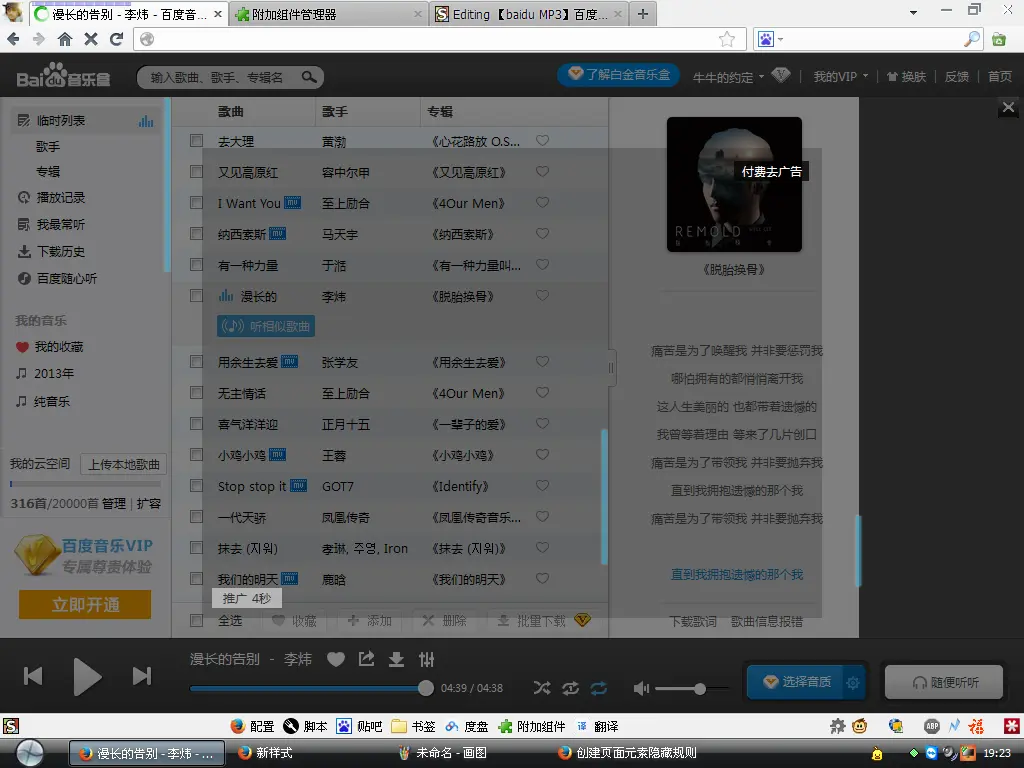 漫长的告别 - 李炜 - 百度音...
附加组件管理器
Editing 【baidu MP3】百度...
Bai du 音乐盒
输入歌曲、歌手、专辑名
了解白金音乐盒
牛牛的约定
我的VIP
换肤
反馈
首页
临时列表
歌手
专辑
播放记录
我最常听
下载历史
百度随心听
我的音乐
我的收藏
2013年
纯音乐
我的云空间
上传本地歌曲
316首/20000首 管理 | 扩容
百度音乐VIP
专属尊贵体验
立即开通
歌曲 歌手 专辑
去大理 黄渤 《心花路放 O.S...
又见高原红 容中尔甲 《又见高原红》
I Want You MV 至上励合 《4Our Men》
纳西索斯 MV 马天宇 《纳西索斯》
有一种力量 于湉 《有一种力量叫...
漫长的 李炜 《脱胎换骨》
听相似歌曲
用余生去爱 MV 张学友 《用余生去爱》
无主情话 至上励合 《4Our Men》
喜气洋洋迎 正月十五 《一辈子的爱》
小鸡小鸡 MV 王蓉 《小鸡小鸡》
Stop stop it MV GOT7 《Identify》
一代天骄 凤凰传奇 《凤凰传奇音乐...
抹去 (지워) 孝琳, 주영, Iron 《抹去 (지워)》
我们的明天 MV 鹿晗 《我们的明天》
推广 4秒
全选 收藏 添加 删除 批量下载
付费去广告
REMOLD
《脱胎换骨》
痛苦是为了唤醒我 并非要惩罚我
哪怕拥有的都悄悄离开我
这人生美丽的 也都带着遗憾的
我曾等着理由 等来了几片创口
痛苦是为了带领我 并非要抛弃我
直到我拥抱遗憾的那个我
痛苦是为了带领我 并非要抛弃我
直到我拥抱遗憾的那个我
下载歌词 歌曲信息报错
漫长的告别 - 李炜
04:39 / 04:38
选择音质
随便听听
配置 脚本 贴吧 书签 度盘 附加组件 翻译
ABP
福
漫长的告别 - 李炜 - ...
新样式
未命名 - 画图
创建页面元素隐藏规则
19:23